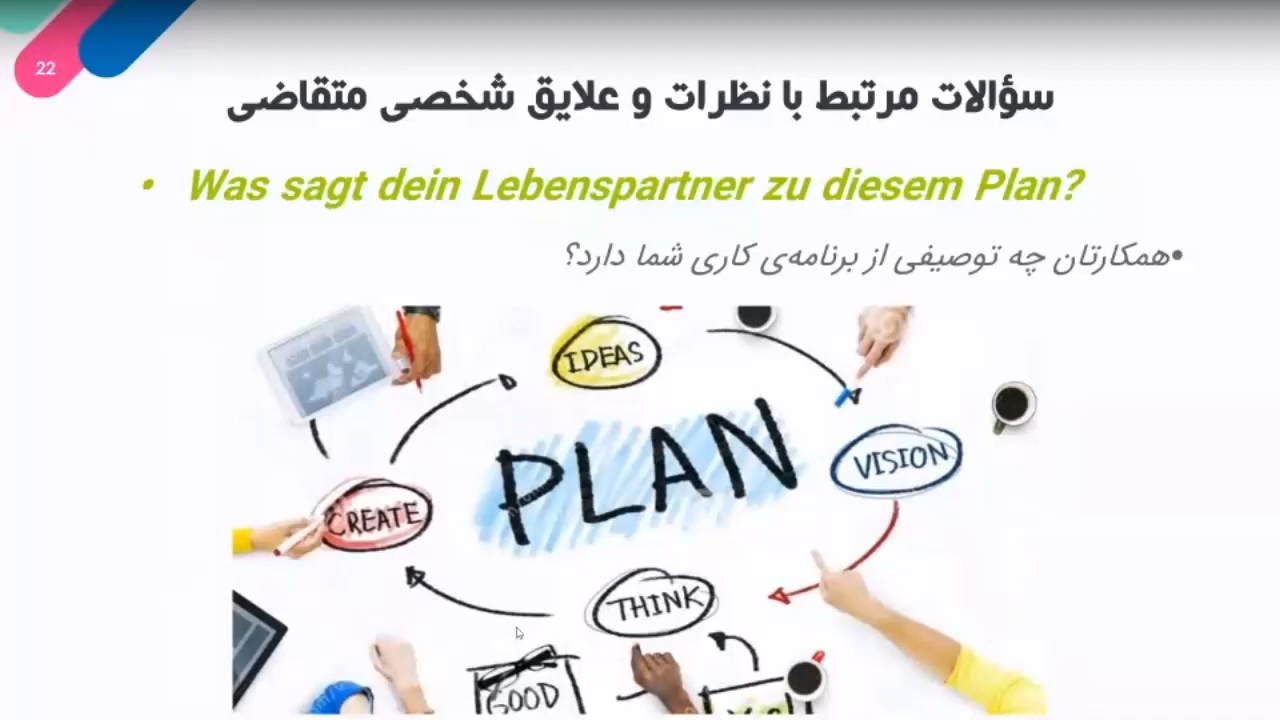 22
سؤالات مرتبط با نظرات و علایق شخصی متقاضی
• Was sagt dein Lebenspartner zu diesem Plan?
•همکارتان چه توصیفی از برنامه‌ی کاری شما دارد؟
IDEAS
PLAN
VISION
CREATE
THINK
GOOD